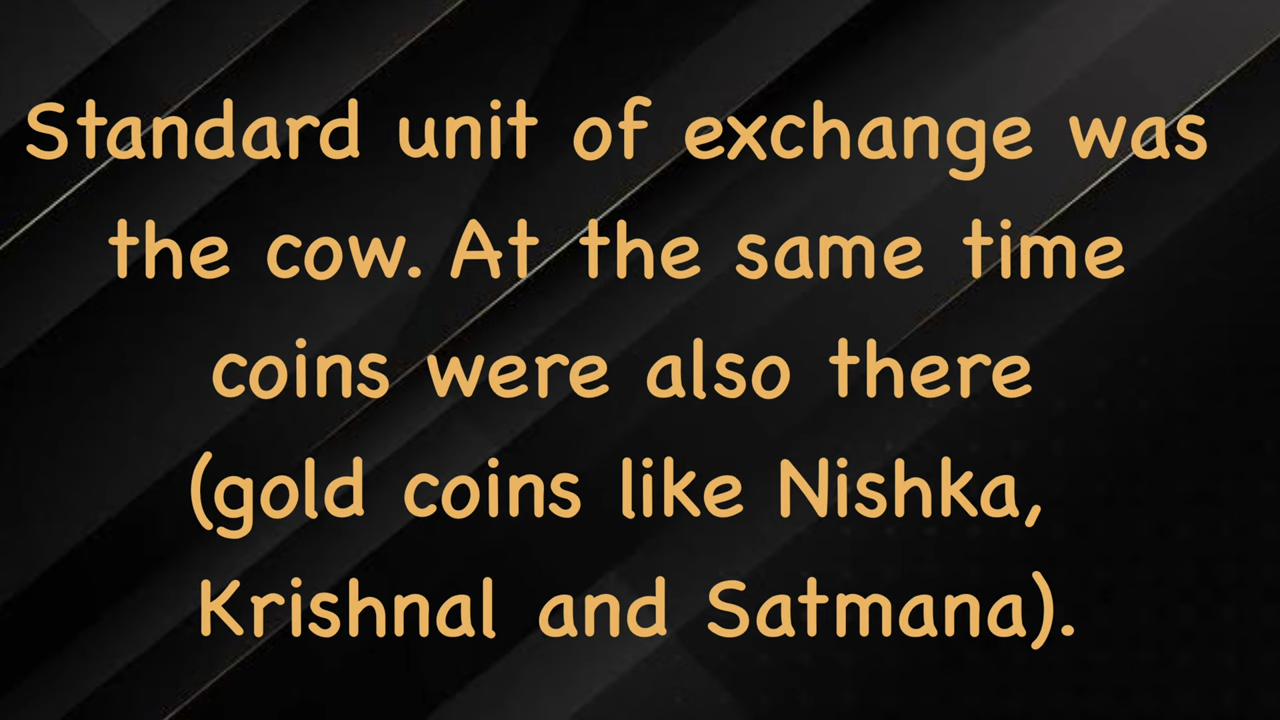 Standard unit of exchange was
the cow. At the same time
coins were also there
(gold coins like Nishka,
Krishnal and Satmana).